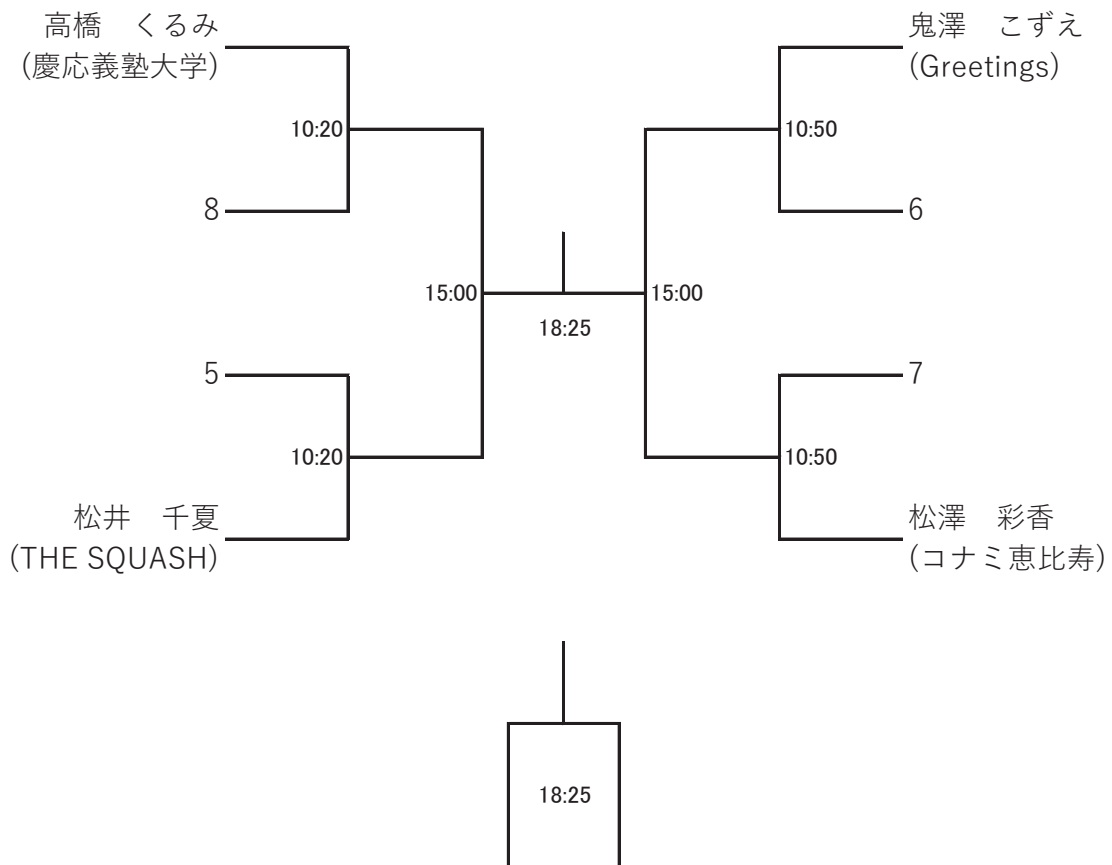 高橋　くるみ
(慶応義塾大学)
10:20
8
5
10:20
松井　千夏
(THE SQUASH)
15:00
18:25
15:00
鬼澤　こずえ
(Greetings)
10:50
6
7
10:50
松澤　彩香
(コナミ恵比寿)
18:25